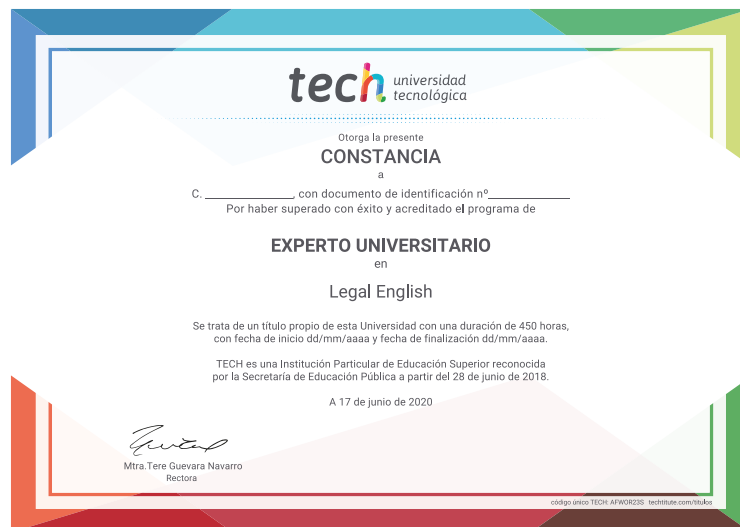 tech universidad
tecnológica
Otorga la presente
CONSTANCIA
a
C. ______________, con documento de identificación nº______________
Por haber superado con éxito y acreditado el programa de
EXPERTO UNIVERSITARIO
en
Legal English
Se trata de un título propio de esta Universidad con una duración de 450 horas,
con fecha de inicio dd/mm/aaaa y fecha de finalización dd/mm/aaaa.
TECH es una Institución Particular de Educación Superior reconocida
por la Secretaría de Educación Pública a partir del 28 de junio de 2018.
A 17 de junio de 2020
Mtra.Tere Guevara Navarro
Rectora
código único TECH: AFWOR23S techtitute.com/titulos